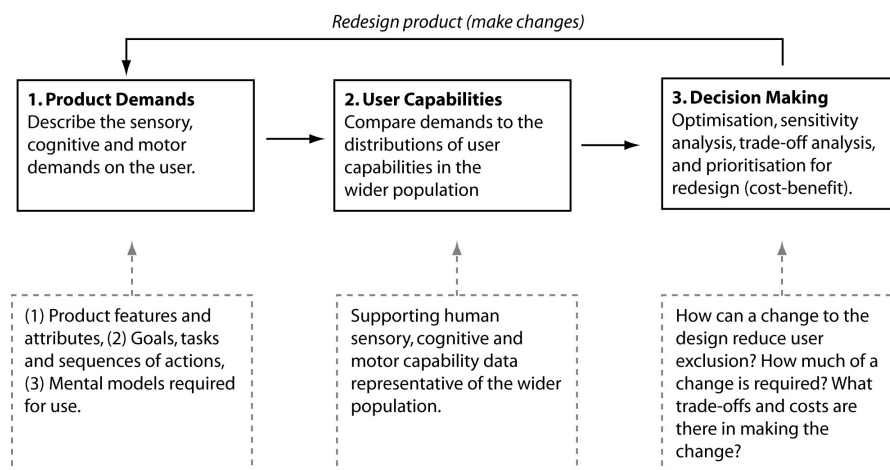 Redesign product (make changes)
1. Product Demands
Describe the sensory,
cognitive and motor
demands on the user.
2. User Capabilities
Compare demands to the
distributions of user
capabilities in the
wider population
3. Decision Making
Optimisation, sensitivity
analysis, trade-off analysis,
and prioritisation for
redesign (cost-benefit).
(1) Product features and
attributes, (2) Goals, tasks
and sequences of actions,
(3) Mental models required
for use.
Supporting human
sensory, cognitive and
motor capability data
representative of the wider
population.
How can a change to the
design reduce user
exclusion? How much of a
change is required? What
trade-offs and costs are
there in making the
change?